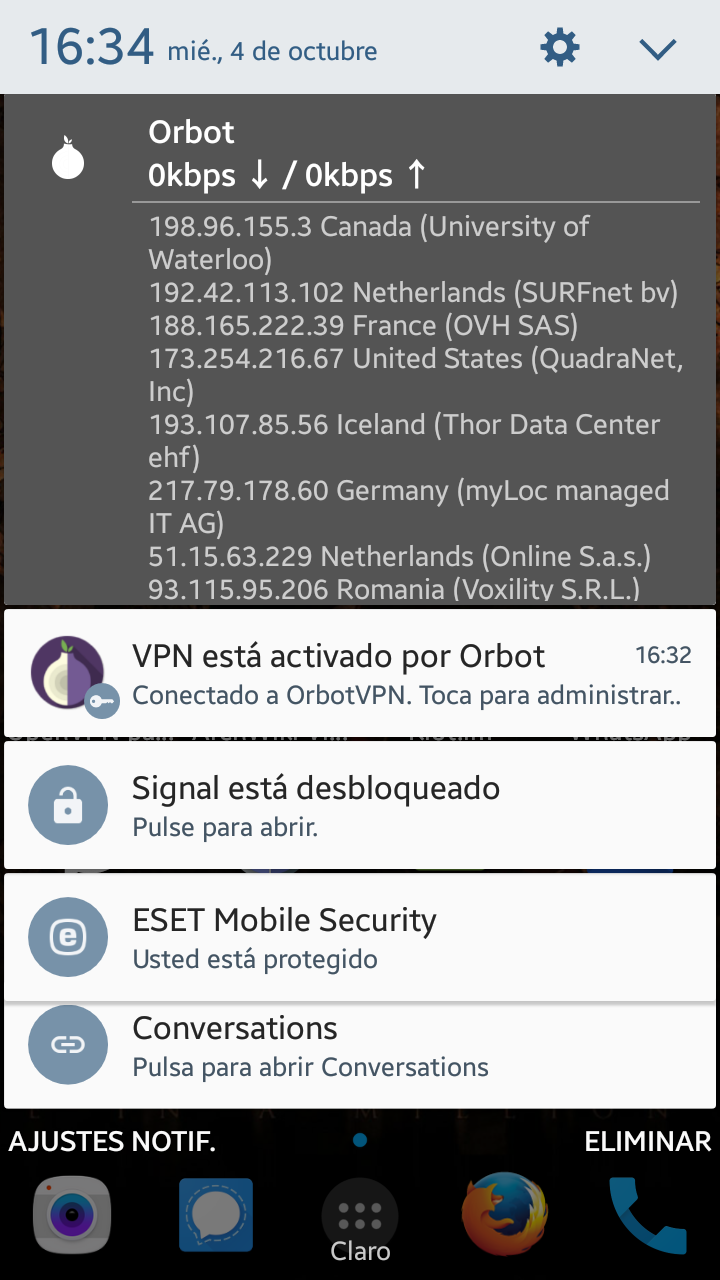 16:34 mié., 4 de octubre
Orbot
0kbps ↓ / 0kbps ↑
198.96.155.3 Canada (University of
Waterloo)
192.42.113.102 Netherlands (SURFnet bv)
188.165.222.39 France (OVH SAS)
173.254.216.67 United States (QuadraNet,
Inc)
193.107.85.56 Iceland (Thor Data Center
ehf)
217.79.178.60 Germany (myLoc managed
IT AG)
51.15.63.229 Netherlands (Online S.a.s.)
93.115.95.206 Romania (Voxility S.R.L.)
VPN está activado por Orbot 16:32
Conectado a OrbotVPN. Toca para administrar..
Signal está desbloqueado
Pulse para abrir.
ESET Mobile Security
Usted está protegido
Conversations
Pulsa para abrir Conversations
AJUSTES NOTIF. ELIMINAR
Claro